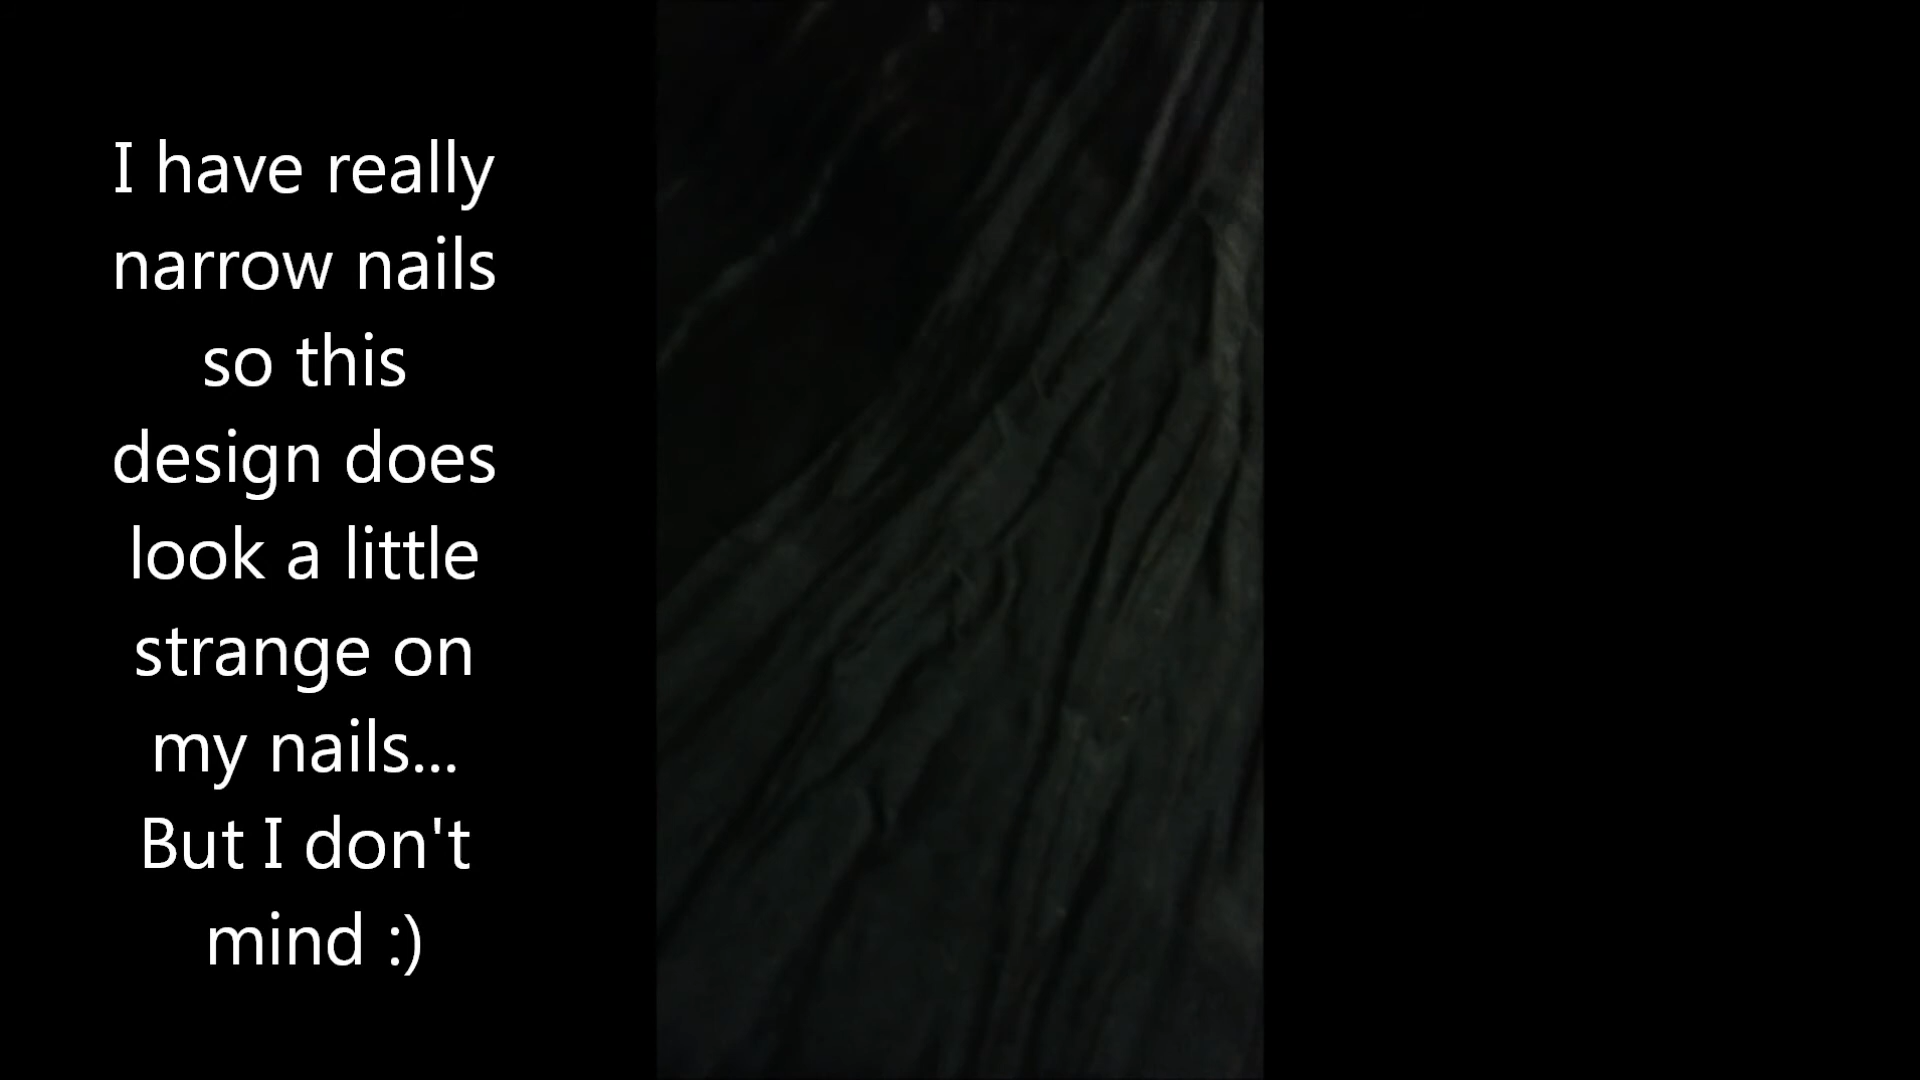 I have really
narrow nails
so this
design does
look a little
strange on
my nails...
But I don't
mind :)